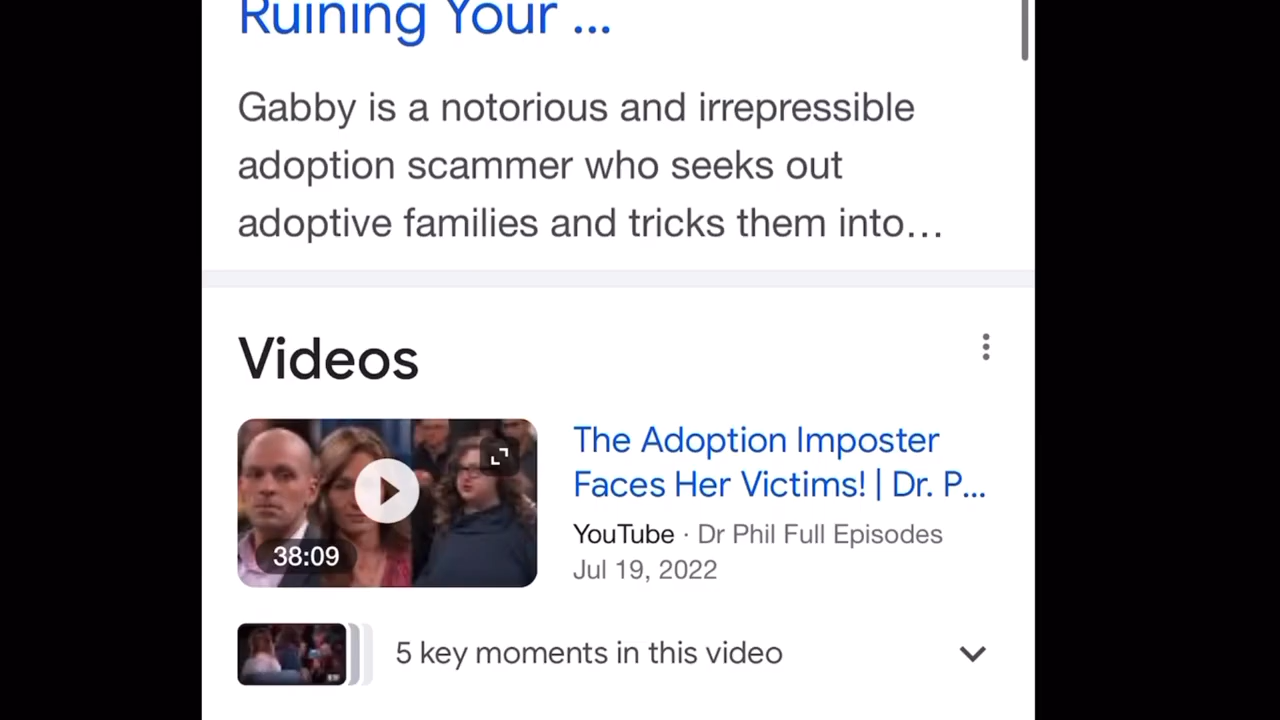 Ruining Your ...
Gabby is a notorious and irrepressible
adoption scammer who seeks out
adoptive families and tricks them into...
Videos
The Adoption Imposter
Faces Her Victims! | Dr. P...
38:09
YouTube · Dr Phil Full Episodes
Jul 19, 2022
5 key moments in this video